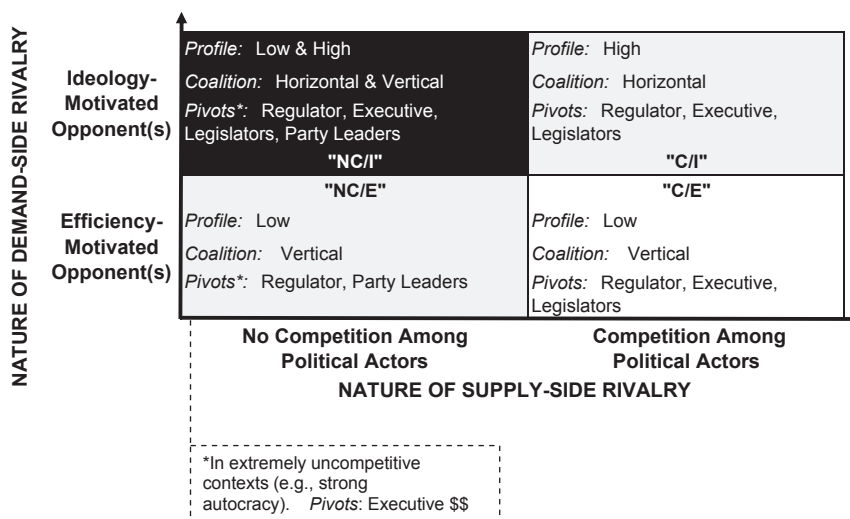 NATURE OF DEMAND-SIDE RIVALRY
Ideology-
Motivated
Opponent(s)
Profile: Low & High
Coalition: Horizontal & Vertical
Pivots*: Regulator, Executive,
Legislators, Party Leaders
"NC/I"
Profile: High
Coalition: Horizontal
Pivots: Regulator, Executive,
Legislators
"C/I"
Efficiency-
Motivated
Opponent(s)
"NC/E"
Profile: Low
Coalition: Vertical
Pivots*: Regulator, Party Leaders
"C/E"
Profile: Low
Coalition: Vertical
Pivots: Regulator, Executive,
Legislators
No Competition Among
Political Actors
Competition Among
Political Actors
NATURE OF SUPPLY-SIDE RIVALRY
*In extremely uncompetitive
contexts (e.g., strong
autocracy). Pivots: Executive $$